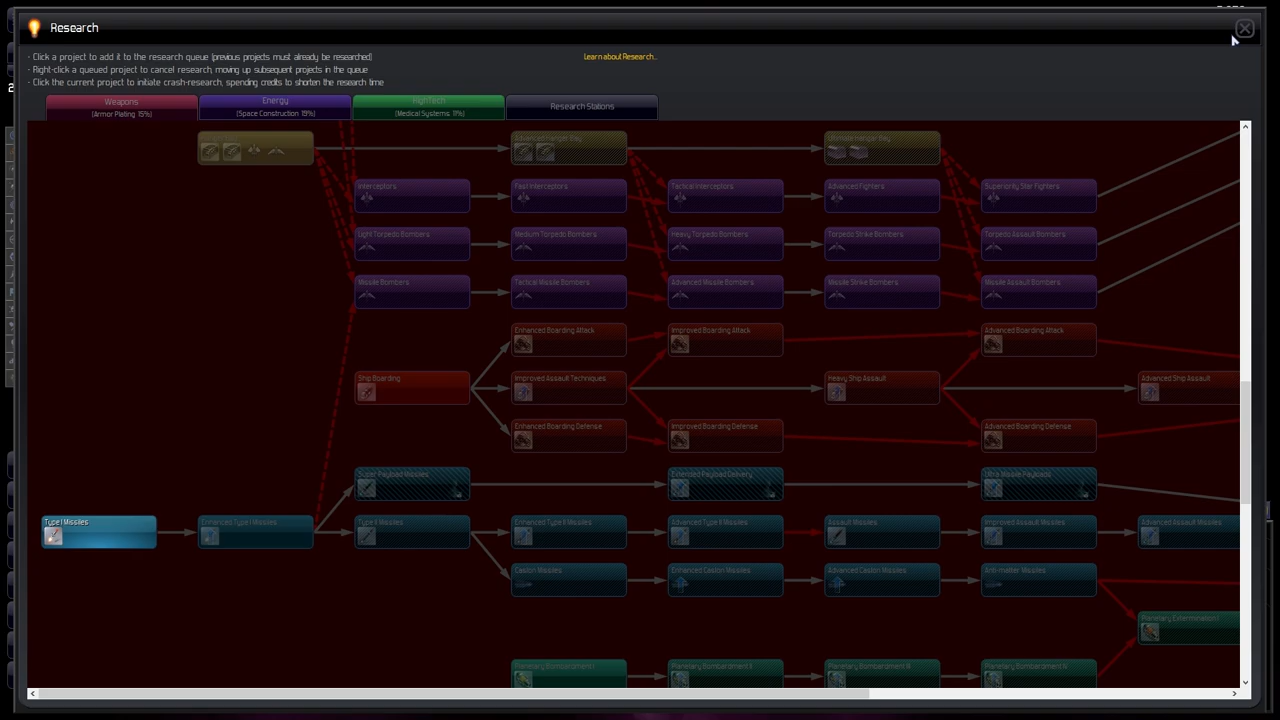 Research
- Click a project to add it to the research queue (previous projects must already be researched)
- Right-click a queued project to cancel research, moving up subsequent projects in the queue
- Click the current project to initiate crash-research, spending credits to shorten the research time
Learn about Research...
Weapons
(Armor Plating 15%)
Energy
(Space Construction 19%)
HighTech
(Medical Systems 11%)
Research Stations
Advanced Hangar Bay
Ultimate Hangar Bay
Interceptors
Fast Interceptors
Tactical Interceptors
Advanced Fighters
Superiority Star Fighters
Light Torpedo Bombers
Medium Torpedo Bombers
Heavy Torpedo Bombers
Torpedo Strike Bombers
Torpedo Assault Bombers
Missile Bombers
Tactical Missile Bombers
Advanced Missile Bombers
Missile Strike Bombers
Missile Assault Bombers
Enhanced Boarding Attack
Improved Boarding Attack
Advanced Boarding Attack
Ship Boarding
Improved Assault Techniques
Heavy Ship Assault
Advanced Ship Assault
Enhanced Boarding Defense
Improved Boarding Defense
Advanced Boarding Defense
Super Payload Missiles
Extended Payload Delivery
Ultra Missile Payloads
Type I Missiles
Enhanced Type I Missiles
Type II Missiles
Enhanced Type II Missiles
Advanced Type II Missiles
Assault Missiles
Improved Assault Missiles
Advanced Assault Missiles
Caslon Missiles
Enhanced Caslon Missiles
Advanced Caslon Missiles
Anti-matter Missiles
Planetary Extermination I
Planetary Bombardment I
Planetary Bombardment II
Planetary Bombardment III
Planetary Bombardment IV